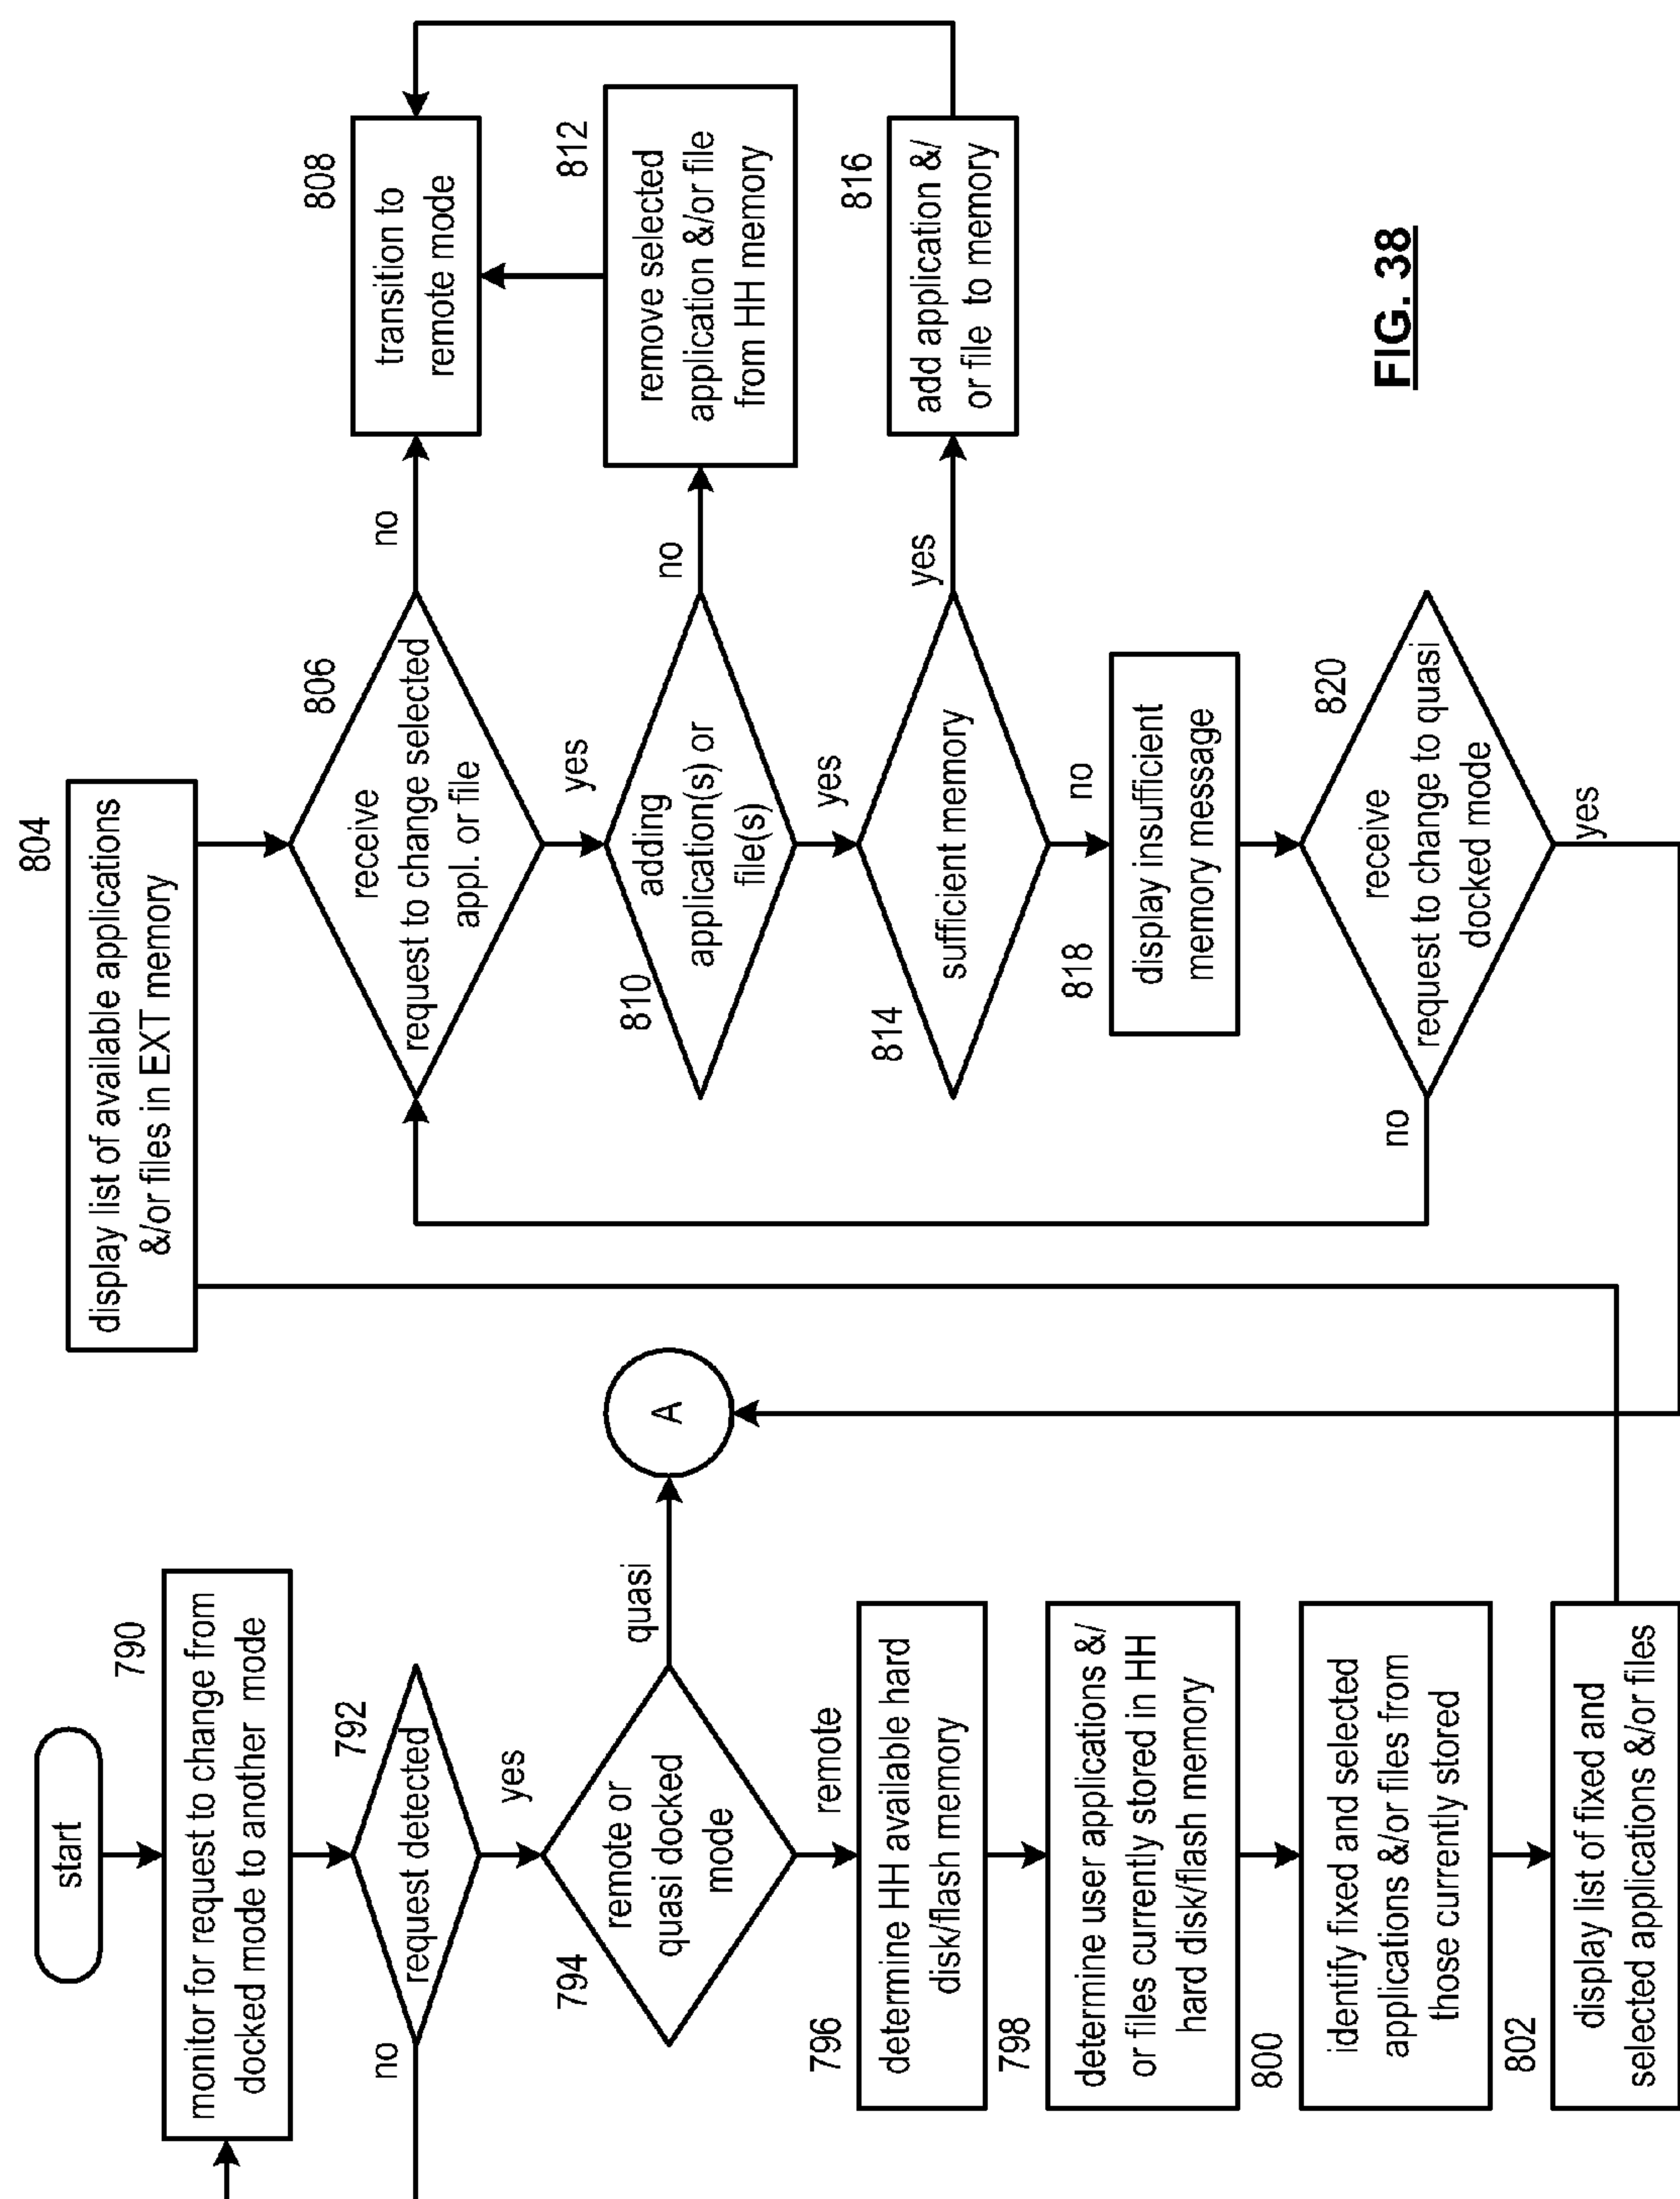 start
790
monitor for request to change from
docked mode to another mode
792
request detected
no
yes
794
remote or
quasi docked
mode
quasi
A
remote
796
determine HH available hard
disk/flash memory
798
determine user applications &/
or files currently stored in HH
hard disk/flash memory
800
identify fixed and selected
applications &/or files from
those currently stored
802
display list of fixed and
selected applications &/or files
804
display list of available applications
&/or files in EXT memory
806
receive
request to change selected
appl. or file
no
808
transition to
remote mode
yes
810
adding
application(s) or
file(s)
no
812
remove selected
application &/or file
from HH memory
yes
814
sufficient memory
yes
816
add application &/
or file to memory
no
818
display insufficient
memory message
820
receive
request to change to quasi
docked mode
no
yes
FIG. 38